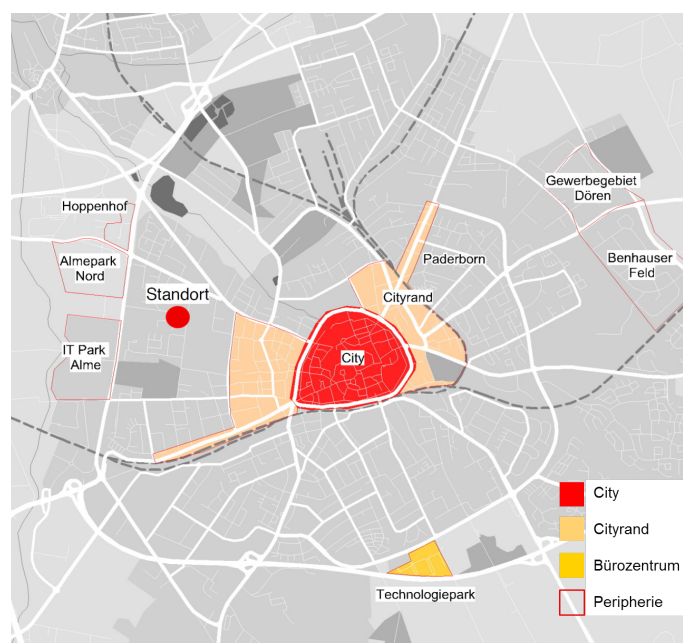 Gewerbegebiet
Dören
Hoppenhof
Almepark
Nord
Paderborn
Benhauser
Feld
Standort
Cityrand
IT Park
Alme
City
City
Cityrand
Bürozentrum
Technologiepark
Peripherie